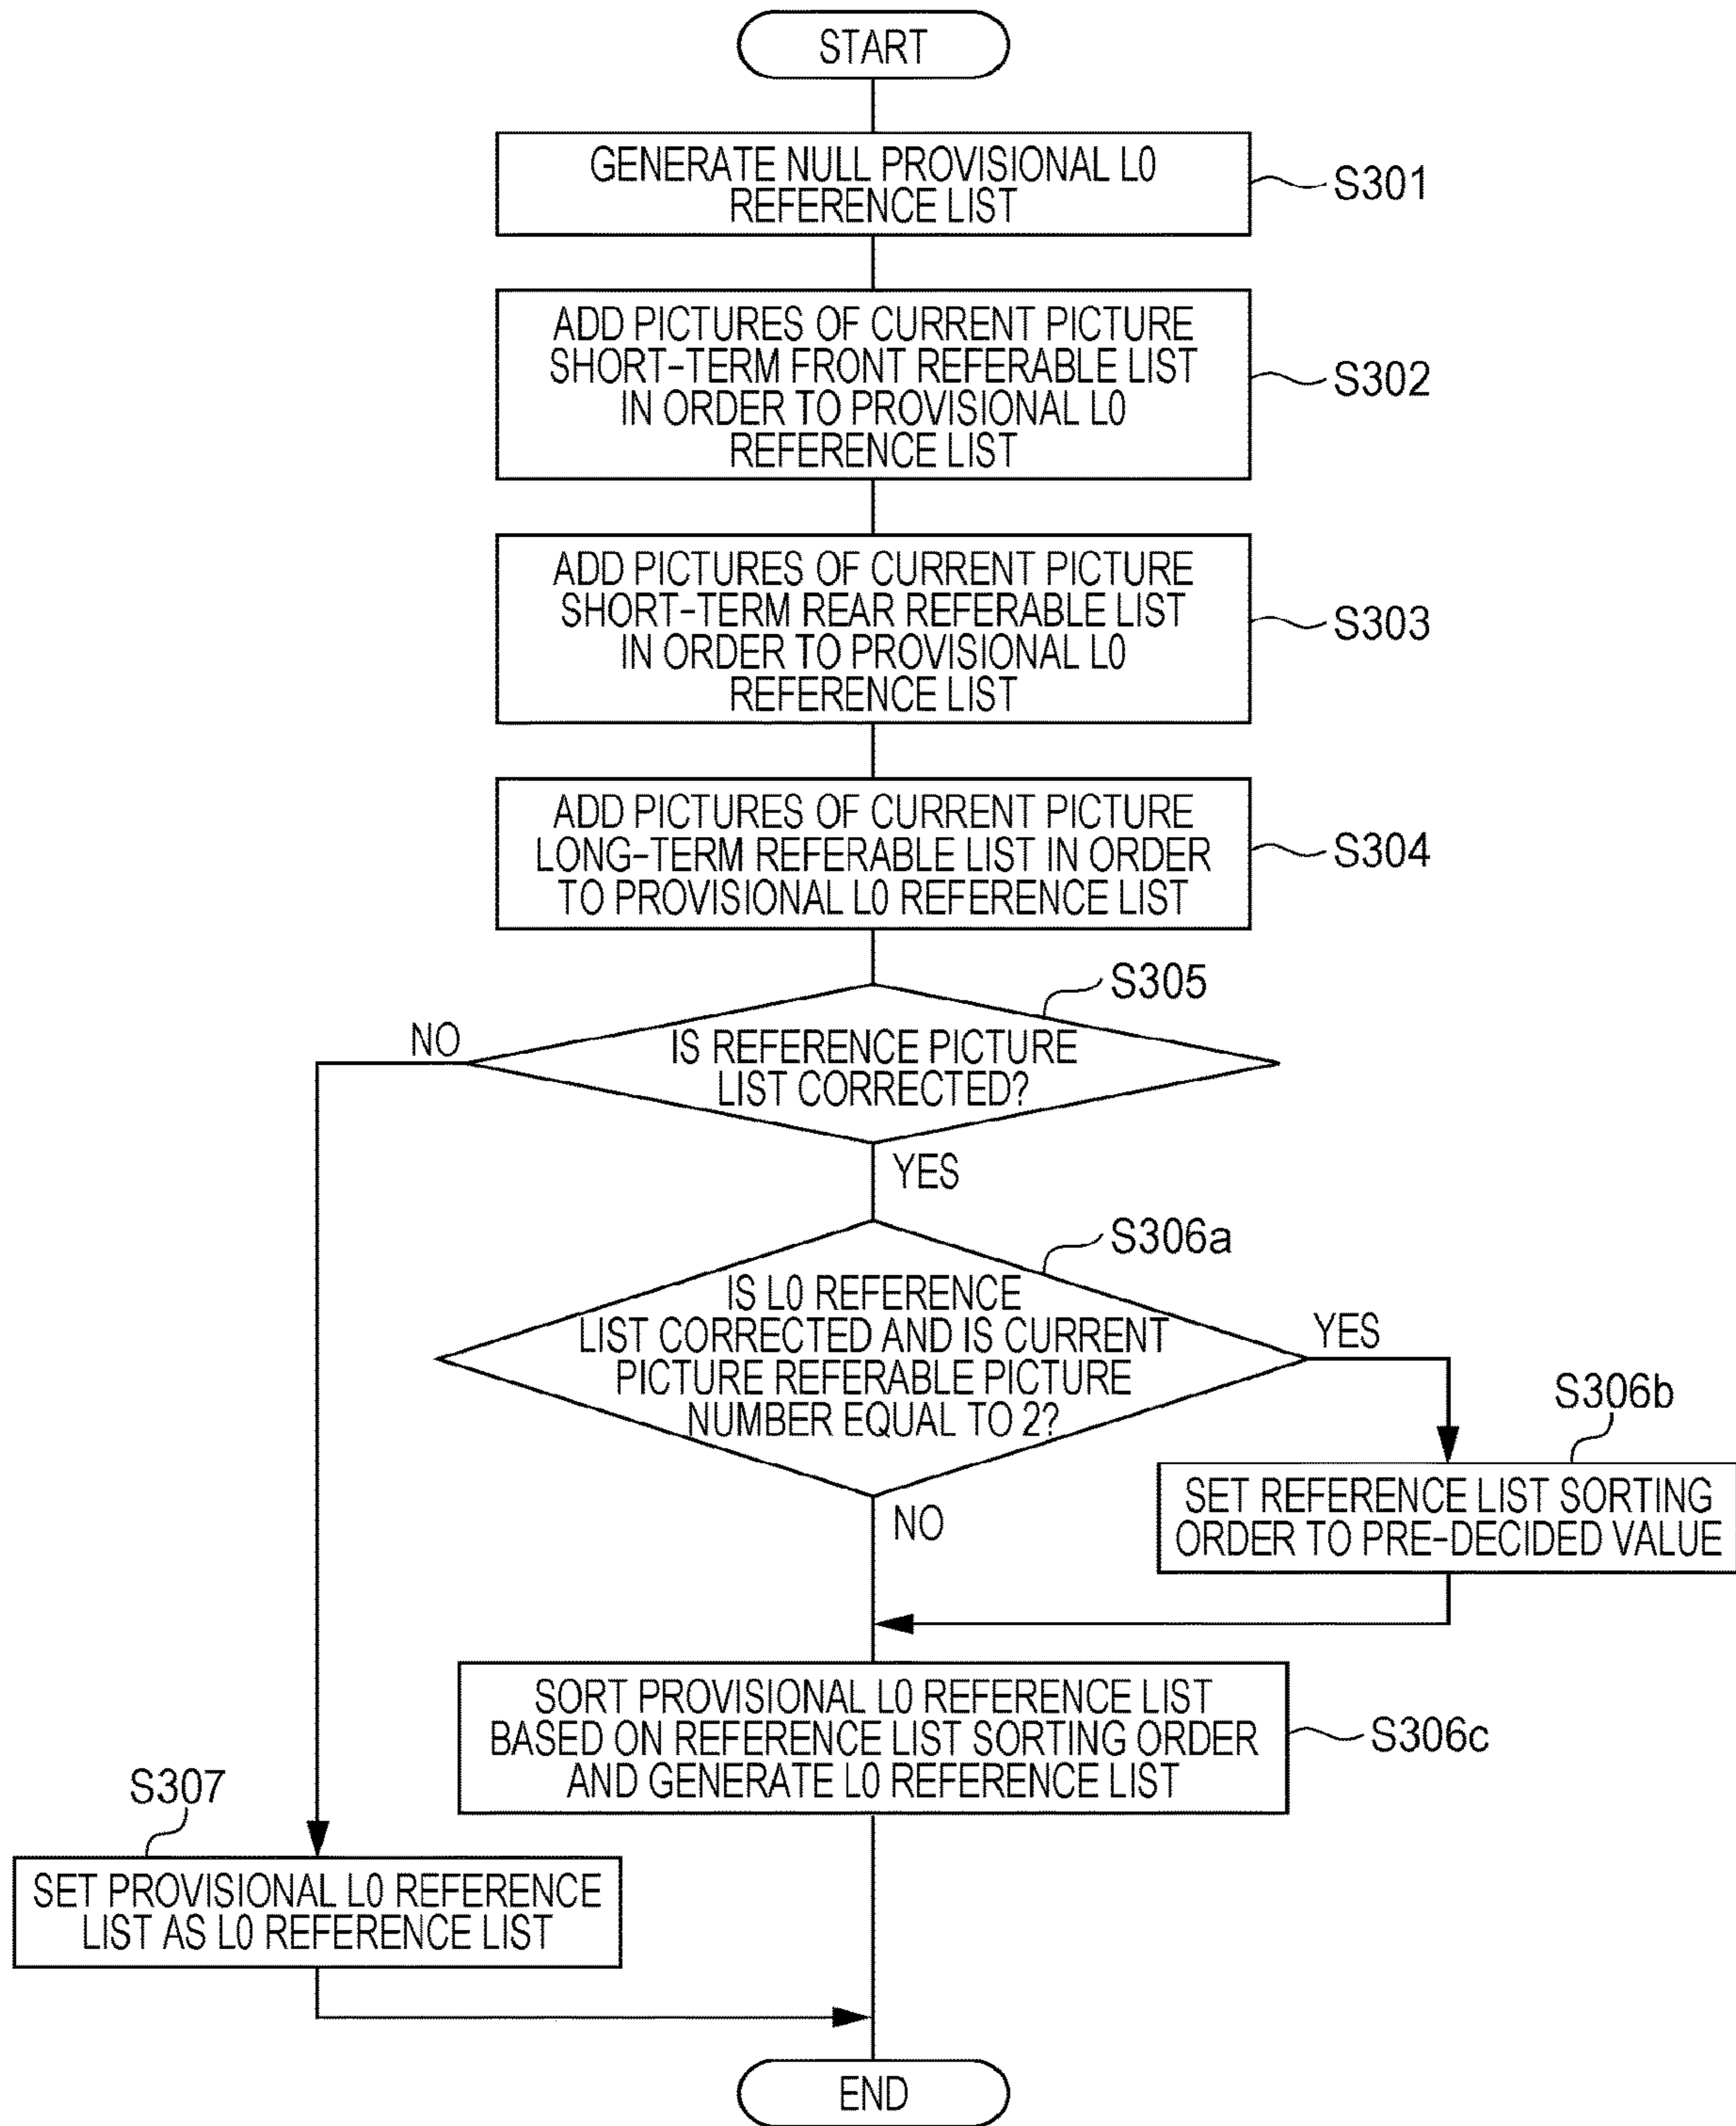 START
GENERATE NULL PROVISIONAL L0
REFERENCE LIST
S301
ADD PICTURES OF CURRENT PICTURE
SHORT-TERM FRONT REFERABLE LIST
IN ORDER TO PROVISIONAL L0
REFERENCE LIST
S302
ADD PICTURES OF CURRENT PICTURE
SHORT-TERM REAR REFERABLE LIST
IN ORDER TO PROVISIONAL L0
REFERENCE LIST
S303
ADD PICTURES OF CURRENT PICTURE
LONG-TERM REFERABLE LIST IN ORDER
TO PROVISIONAL L0 REFERENCE LIST
S304
S305
NO
IS REFERENCE PICTURE
LIST CORRECTED?
YES
S306a
IS L0 REFERENCE
LIST CORRECTED AND IS CURRENT
PICTURE REFERABLE PICTURE
NUMBER EQUAL TO 2?
YES
S306b
SET REFERENCE LIST SORTING
ORDER TO PRE-DECIDED VALUE
NO
SORT PROVISIONAL L0 REFERENCE LIST
BASED ON REFERENCE LIST SORTING ORDER
AND GENERATE L0 REFERENCE LIST
S306c
S307
SET PROVISIONAL L0 REFERENCE
LIST AS L0 REFERENCE LIST
END